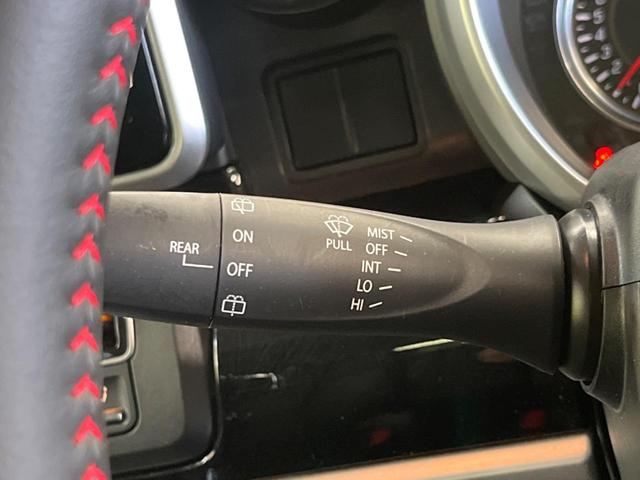 REAR
ON
OFF
PULL
MIST
OFF
INT
LO
HI